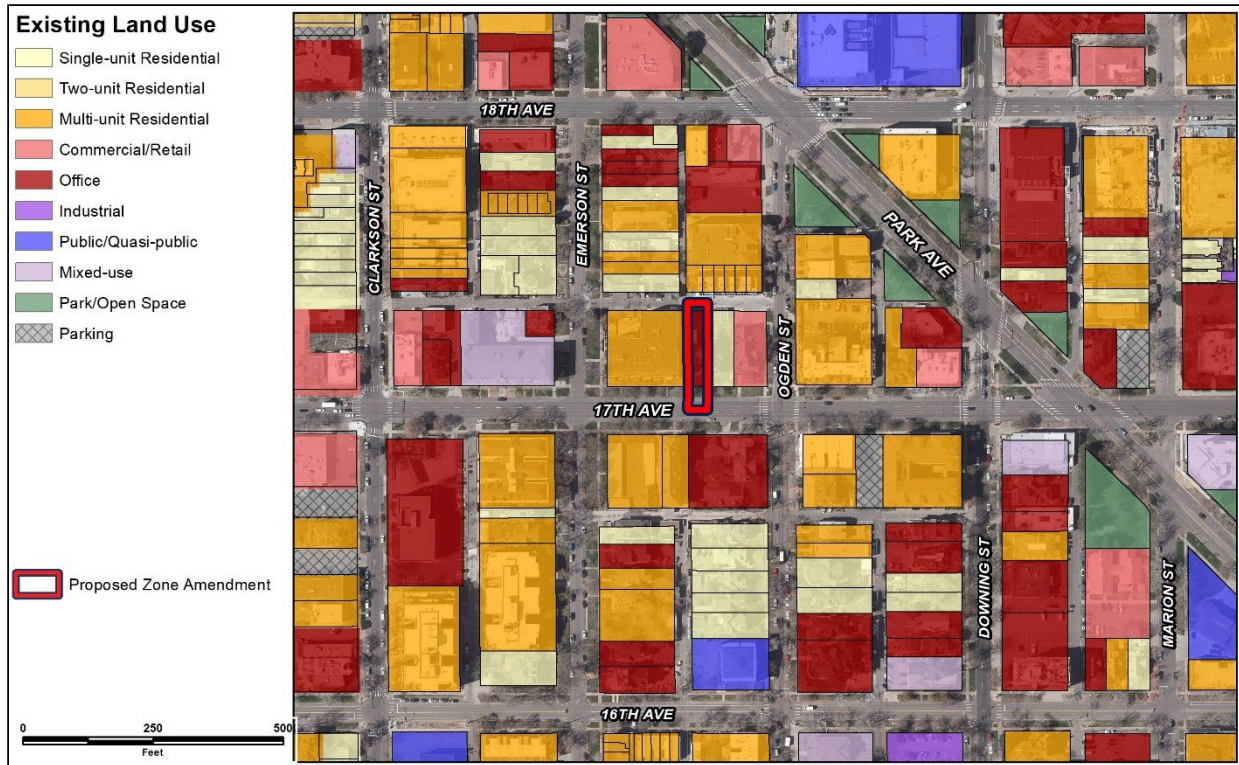 Existing Land Use
Single-unit Residential
Two-unit Residential
Multi-unit Residential
Commercial/Retail
Office
Industrial
Public/Quasi-public
Mixed-use
Park/Open Space
Parking
Proposed Zone Amendment
0 250 500
Feet
18TH AVE
CLARKSON ST
EMERSON ST
PARK AVE
OGDEN ST
17TH AVE
DOWNING ST
MARION ST
16TH AVE